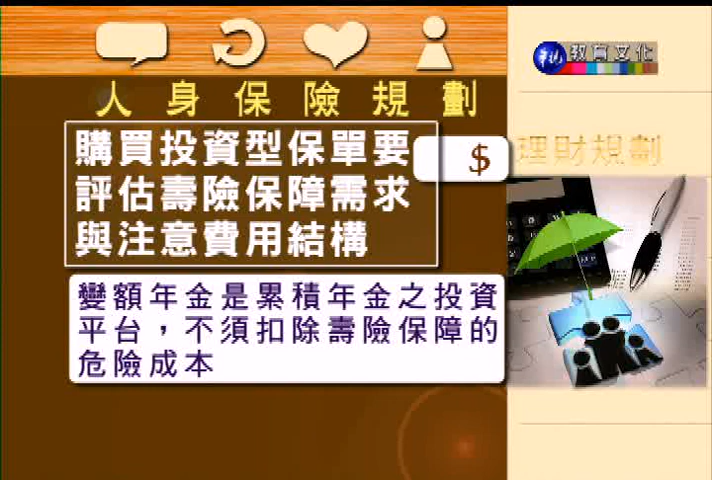 華視教育文化
人身保險規劃
理財規劃
購買投資型保單要
評估壽險保障需求
與注意費用結構
$
變額年金是累積年金之投資
平台，不須扣除壽險保障的
危險成本